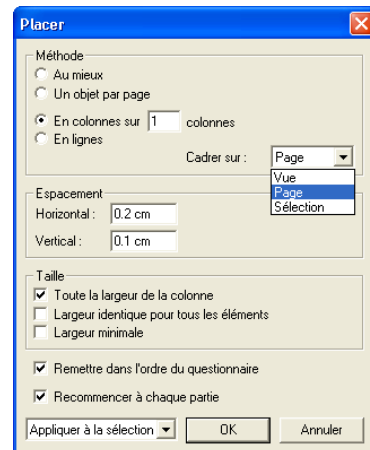 Placer
Méthode
Au mieux
Un objet par page
En colonnes sur 1 colonnes
En lignes
Cadrer sur : Page
Vue
Page
Sélection
Espacement
Horizontal : 0.2 cm
Vertical : 0.1 cm
Taille
Toute la largeur de la colonne
Largeur identique pour tous les éléments
Largeur minimale
Remettre dans l'ordre du questionnaire
Recommencer à chaque partie
Appliquer à la sélection OK Annuler